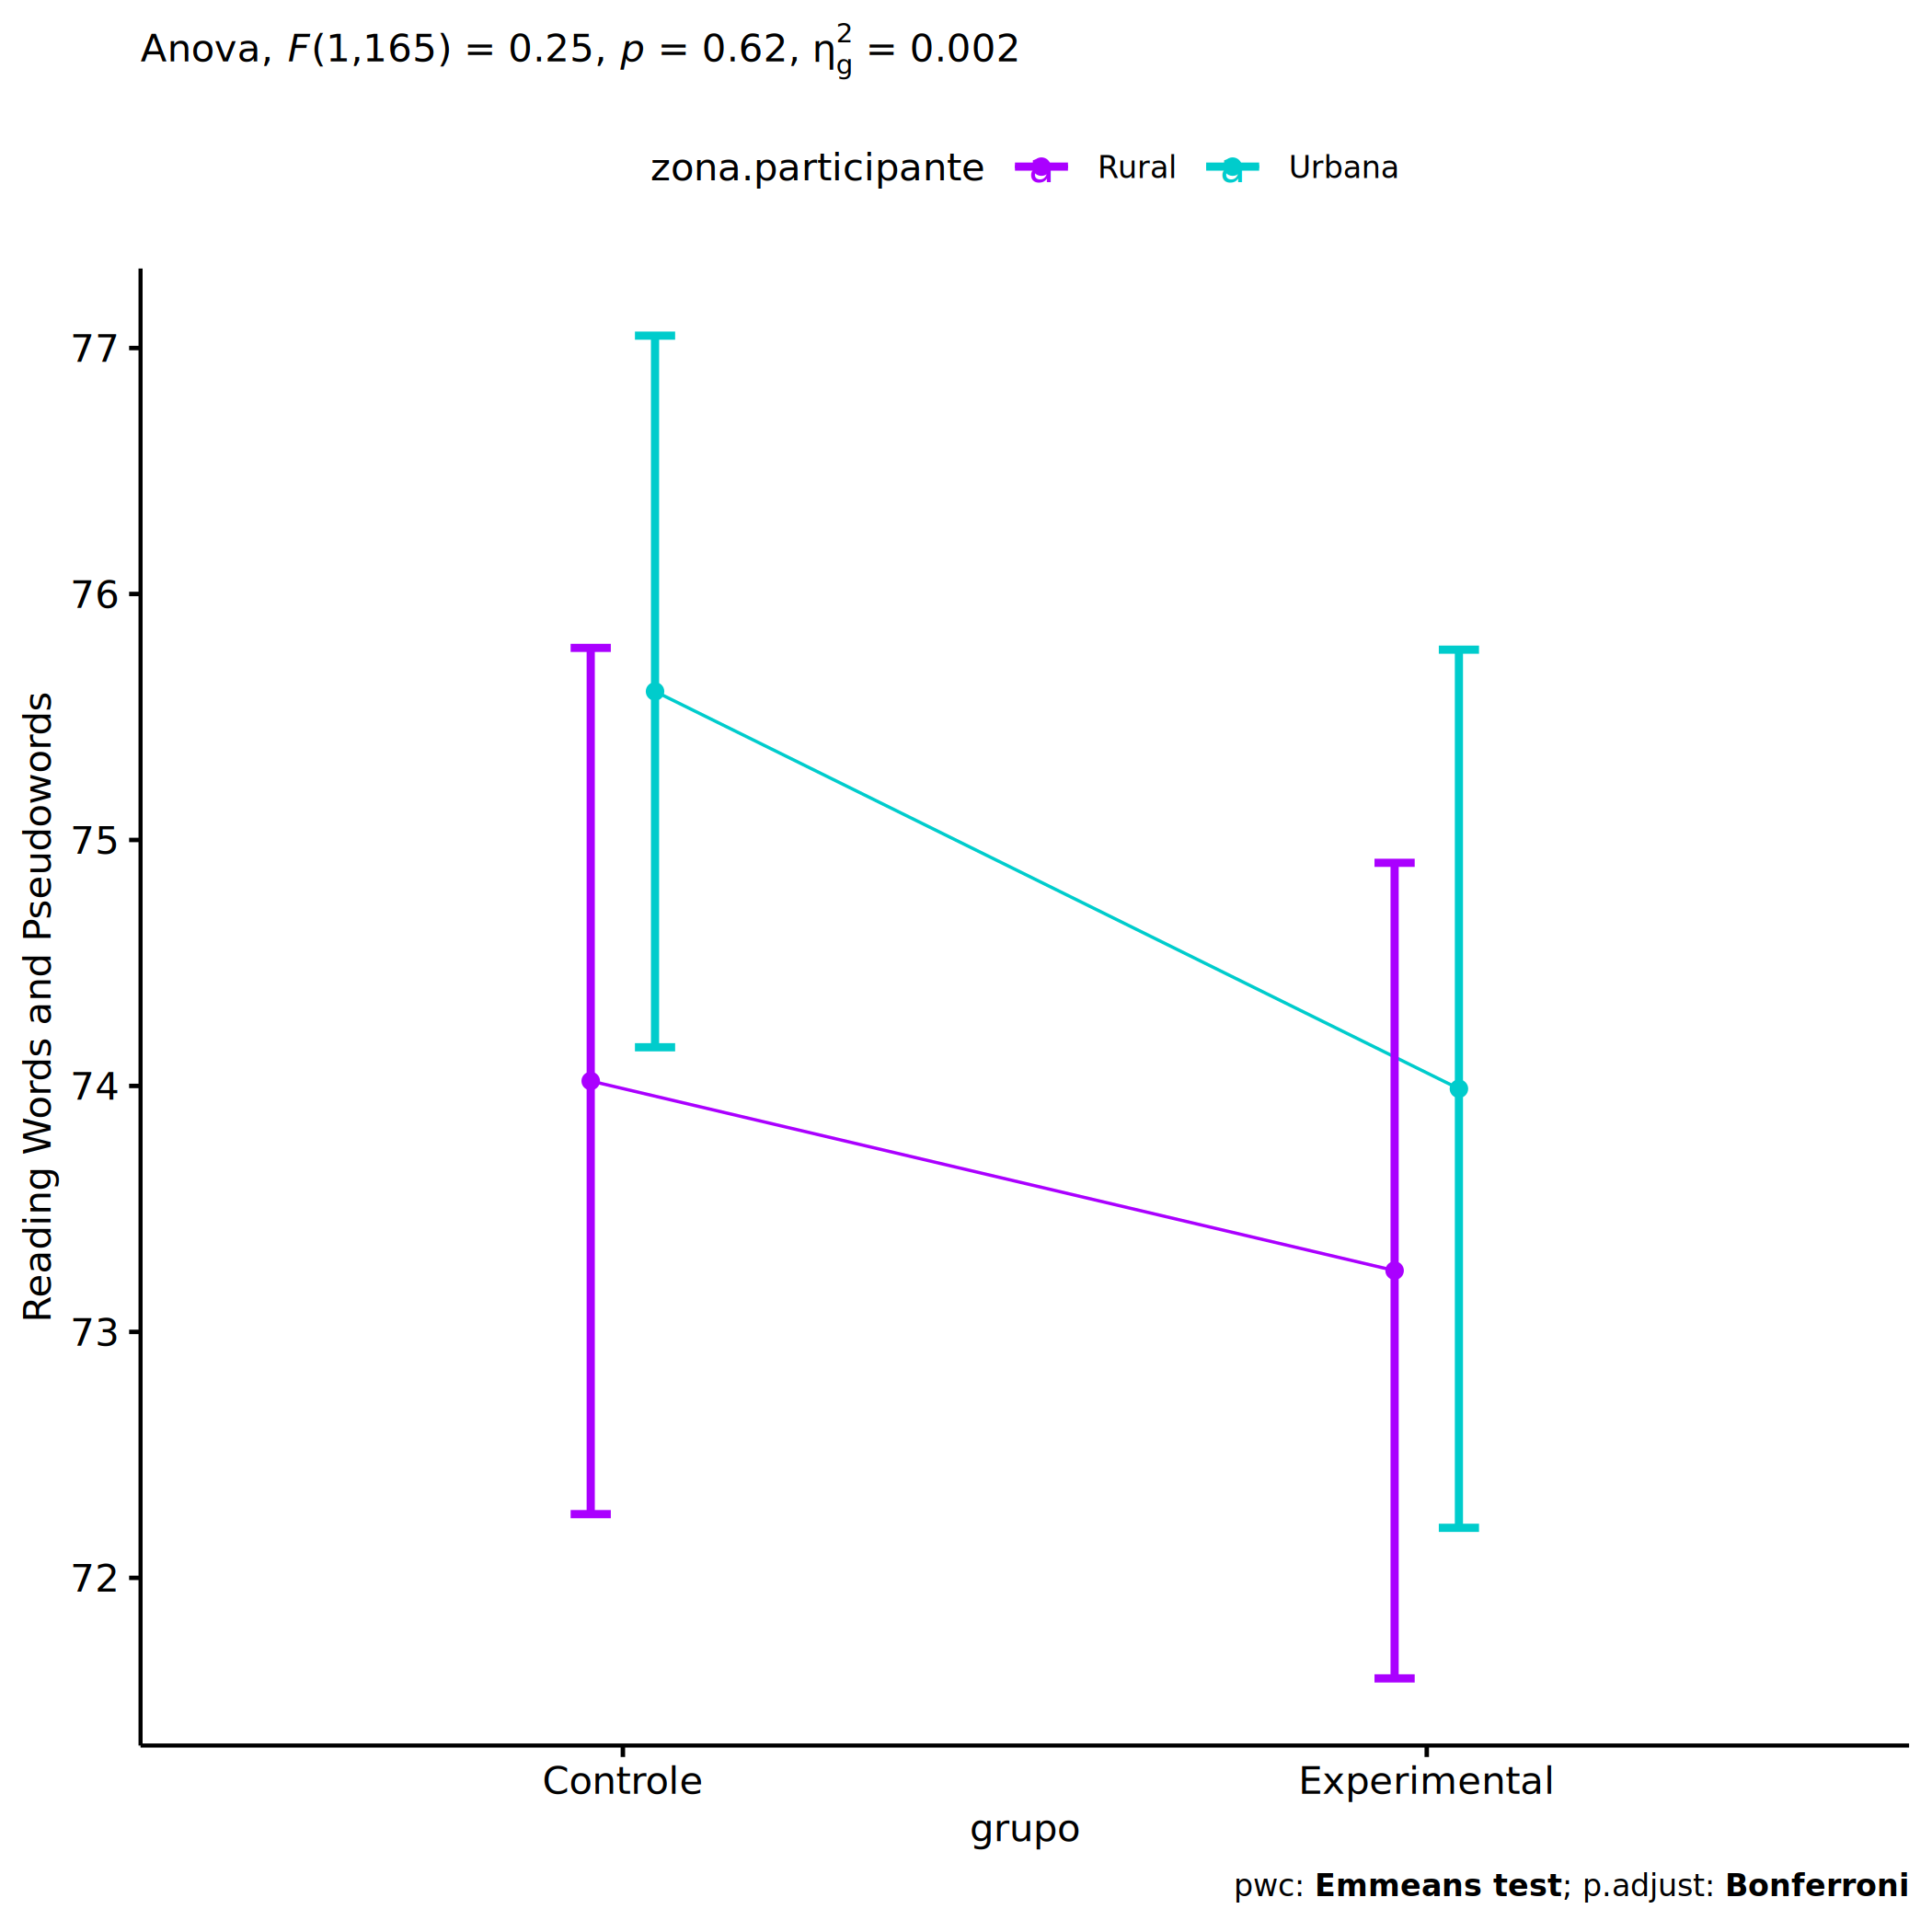 Anova, F(1,165) = 0.25, p = 0.62, η²g = 0.002
zona.participante Rural Urbana
77
76
75
74
73
72
Reading Words and Pseudowords
Controle Experimental
grupo
pwc: Emmeans test; p.adjust: Bonferroni